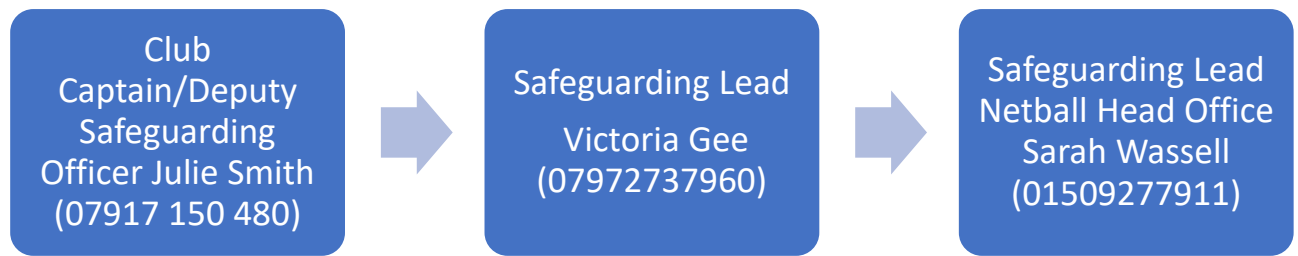 Club
Captain/Deputy
Safeguarding
Officer Julie Smith
(07917 150 480)
Safeguarding Lead
Victoria Gee
(07972737960)
Safeguarding Lead
Netball Head Office
Sarah Wassell
(01509277911)